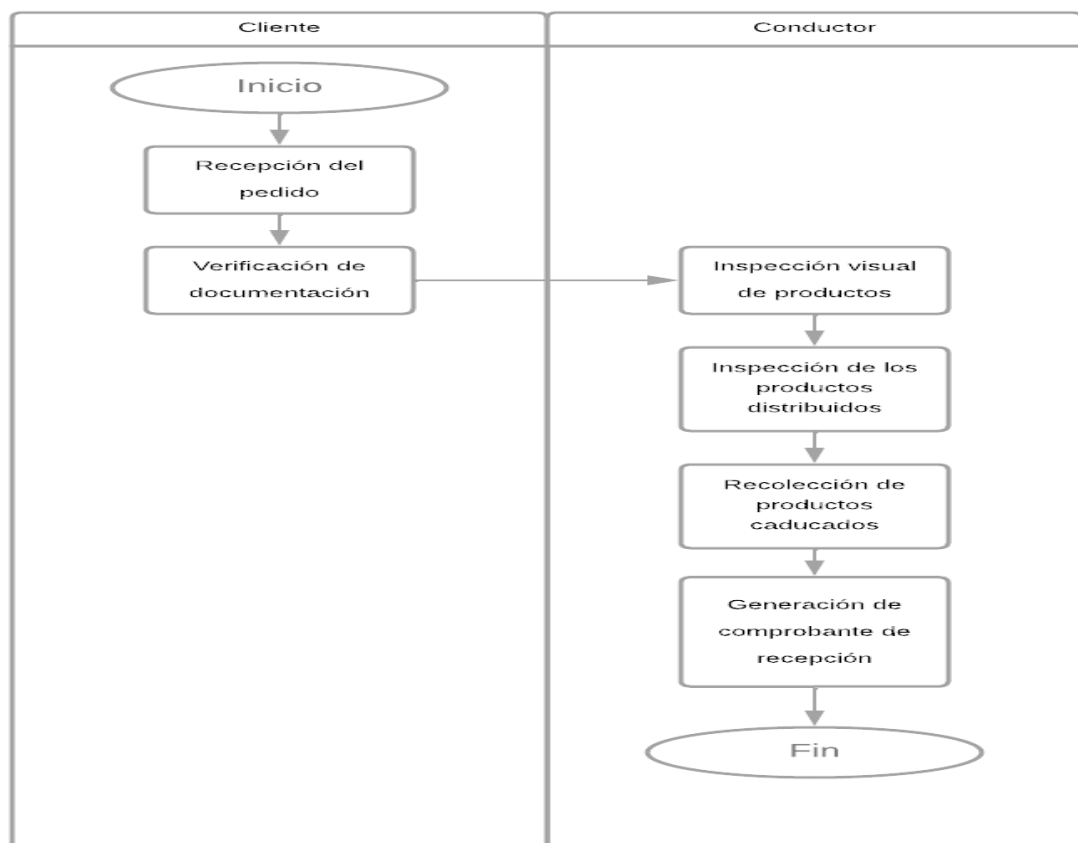 Cliente
Conductor
Inicio
Recepción del
pedido
Verificación de
documentación
Inspección visual
de productos
Inspección de los
productos
distribuidos
Recolección de
productos
caducados
Generación de
comprobante de
recepción
Fin